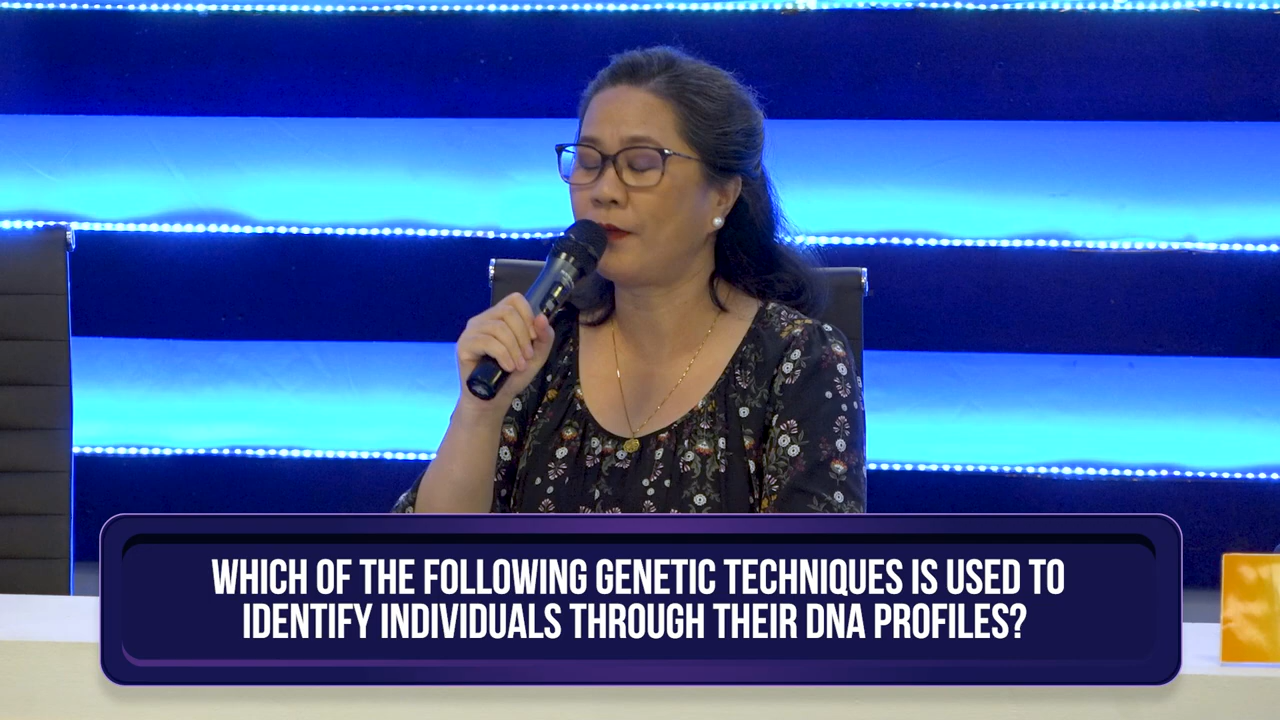 WHICH OF THE FOLLOWING GENETIC TECHNIQUES IS USED TO
IDENTIFY INDIVIDUALS THROUGH THEIR DNA PROFILES?